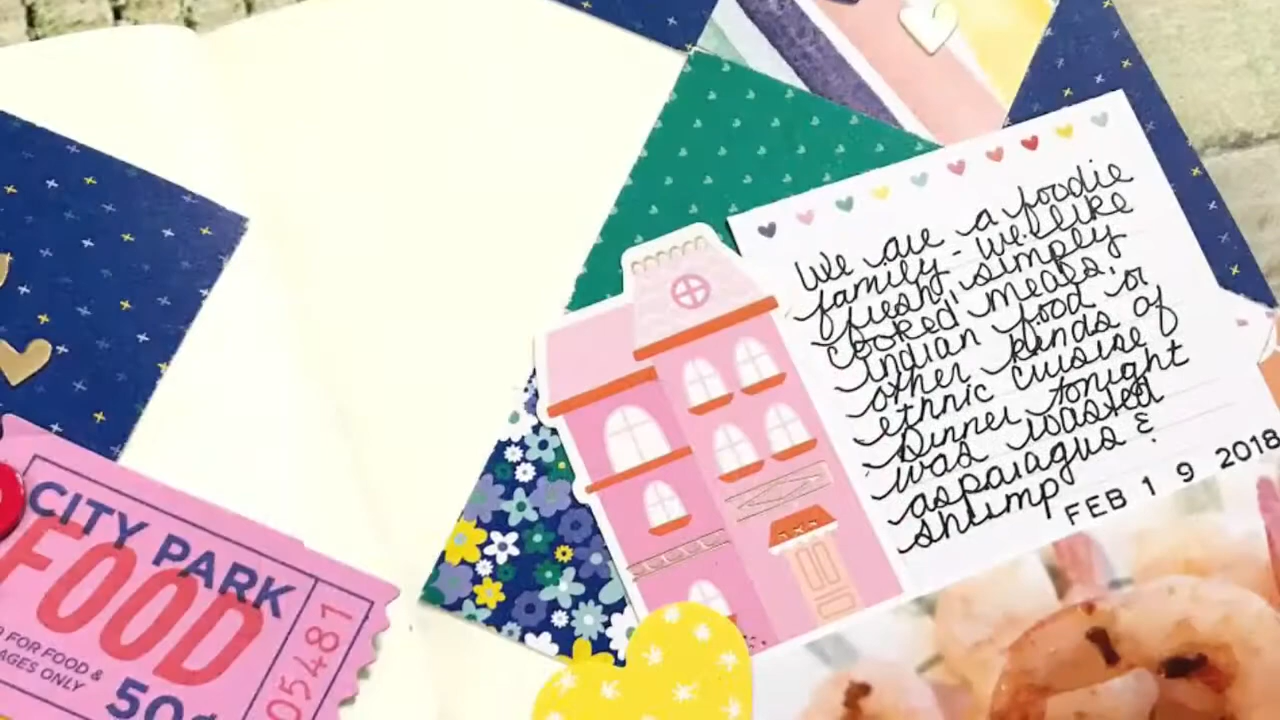 We are a foodie
family - we like
fresh, simply
cooked meals,
indian food or
other kinds of
ethnic cuisine
Dinner tonight
was roasted
asparagus &
shrimp
FEB 1 9 2018
CITY PARK
FOOD
FOR FOOD &
AGES ONLY
50¢
05481